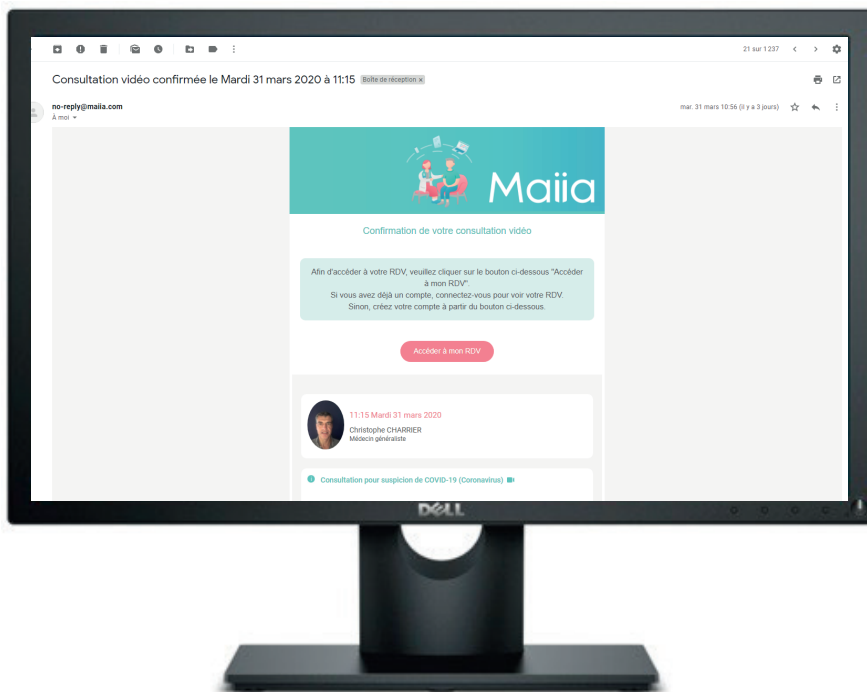 21 sur 1 237
Consultation vidéo confirmée le Mardi 31 mars 2020 à 11:15 Boîte de réception x
no-reply@maiia.com
mar. 31 mars 10:56 (il y a 3 jours)
À moi
Maiia
Confirmation de votre consultation vidéo
Afin d'accèder à votre RDV, veuillez cliquer sur le bouton ci-dessous "Accéder
à mon RDV".
Si vous avez déjà un compte, connectez-vous pour voir votre RDV.
Sinon, créez votre compte à partir du bouton ci-dessous.
Accéder à mon RDV
11:15 Mardi 31 mars 2020
Christophe CHARRIER
Médecin généraliste
Consultation pour suspicion de COVID-19 (Coronavirus)
DELL